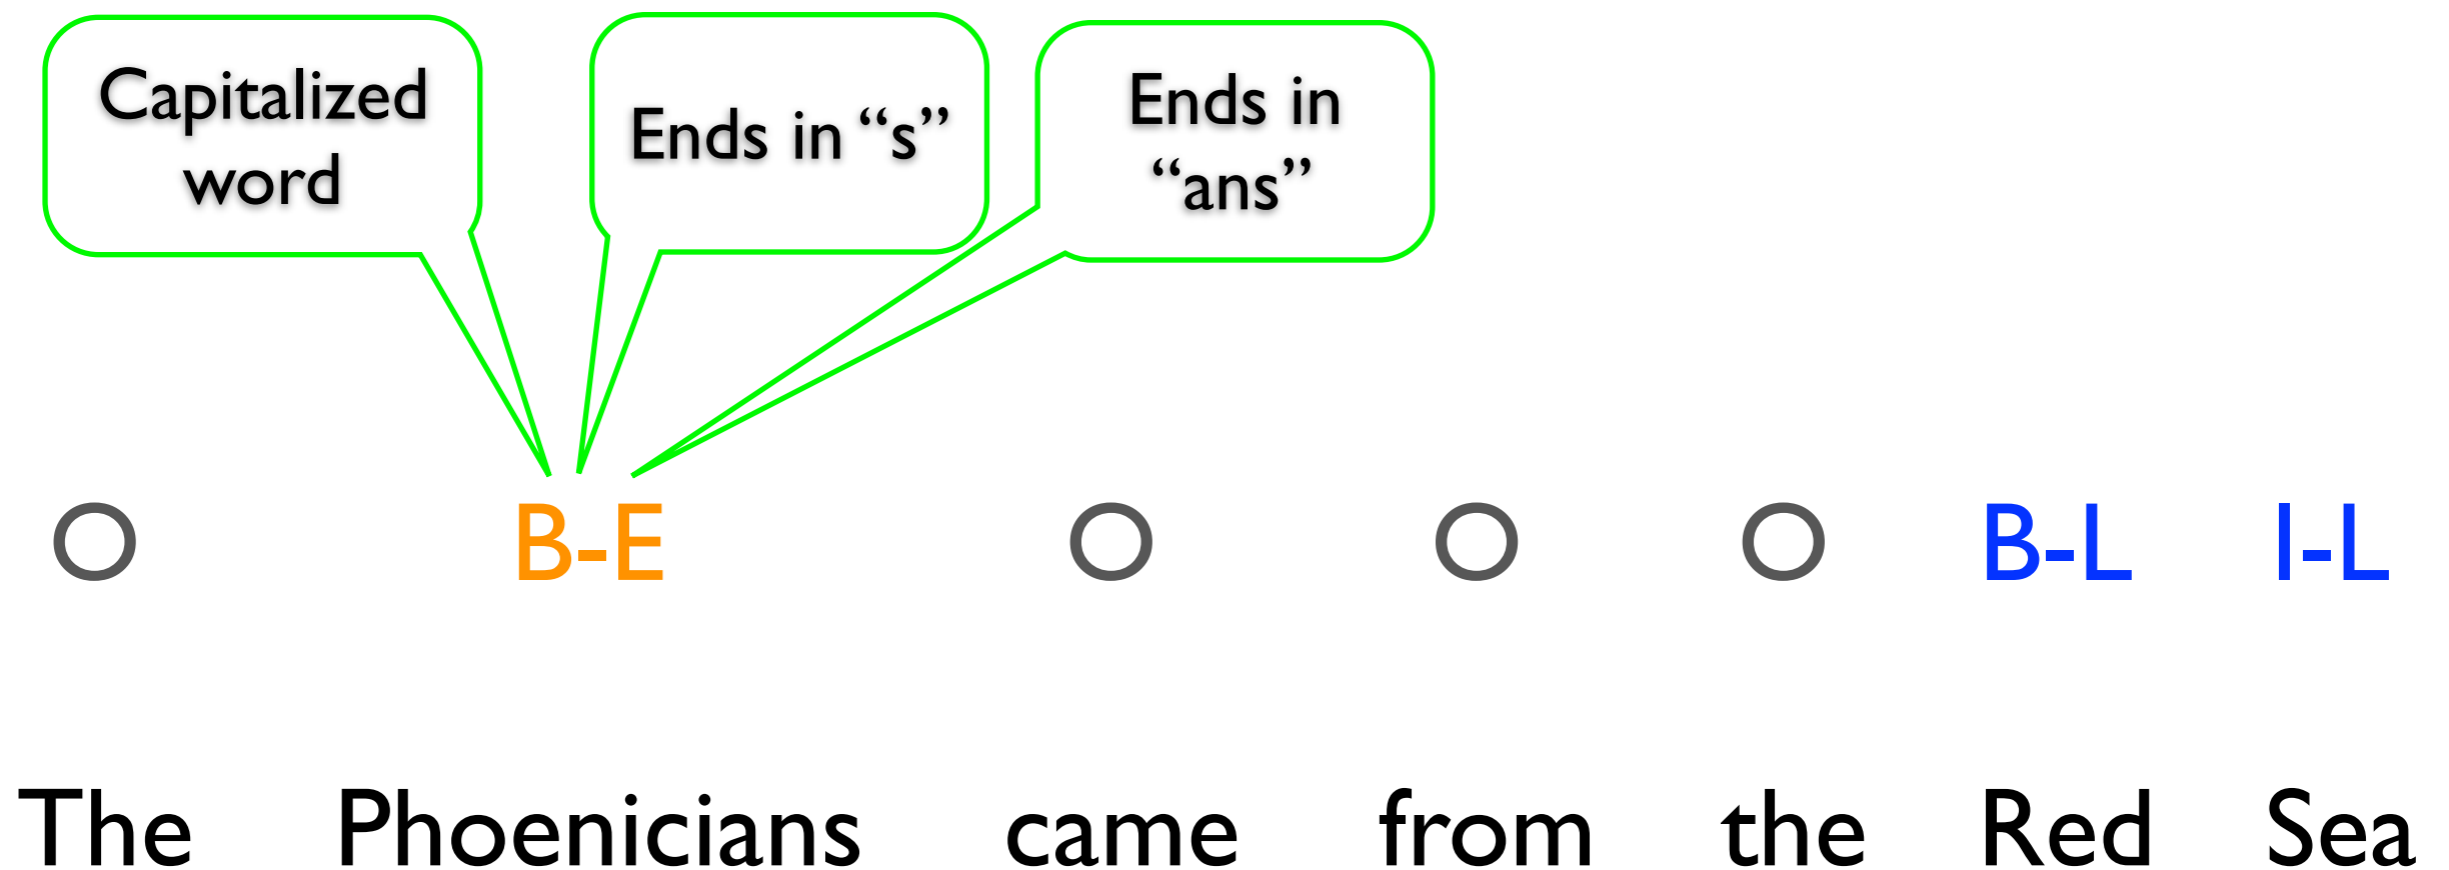 Capitalized
word
Ends in “s”
Ends in
“ans”
O B-E O O O B-L I-L
The Phoenicians came from the Red Sea